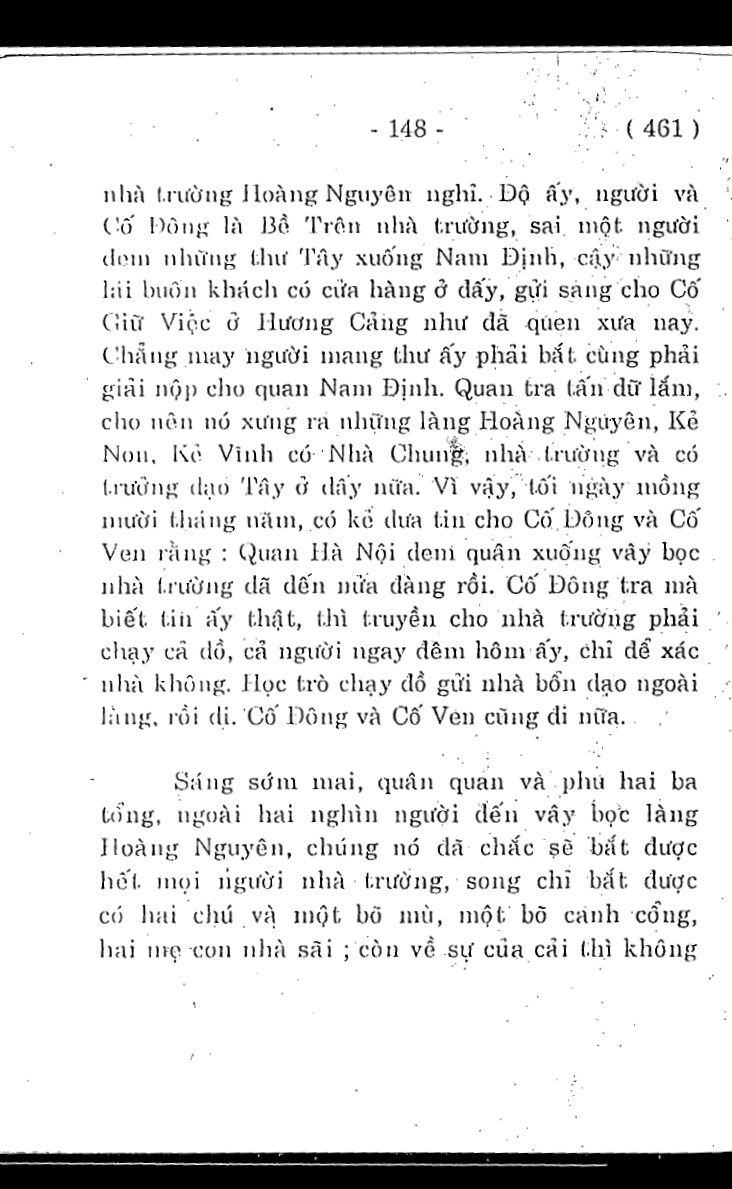 - 148 - ( 461 )
nhà trường Hoàng Nguyên nghỉ. Độ ấy, người và
Cố Đông là Bề Trên nhà trường, sai một người
đem những thư Tây xuống Nam Định, cậy những
lái buôn khách có cửa hàng ở đấy, gửi sang cho Cố
Giữ Việc ở Hương Cảng như đã quen xưa nay.
Chẳng may người mang thư ấy phải bắt cùng phải
giải nộp cho quan Nam Định. Quan tra tấn dữ lắm,
cho nên nó xưng ra những làng Hoàng Nguyên, Kẻ
Non, Kẻ Vĩnh có Nhà Chung, nhà trường và có
trưởng đạo Tây ở đấy nữa. Vì vậy, tối ngày mồng
mười tháng năm, có kẻ đưa tin cho Cố Đông và Cố
Ven rằng : Quan Hà Nội đem quân xuống vây bọc
nhà trường đã đến nửa đàng rồi. Cố Đông tra mà
biết tin ấy thật, thì truyền cho nhà trường phải
chạy cả đồ, cả người ngay đêm hôm ấy, chỉ để xác
nhà không. Học trò chạy đồ gửi nhà bổn đạo ngoài
làng, rồi đi. Cố Đông và Cố Ven cũng đi nữa.
Sáng sớm mai, quân quan và phu hai ba
tổng, ngoài hai nghìn người đến vây bọc làng
Hoàng Nguyên, chúng nó đã chắc sẽ bắt được
hết mọi người nhà trường, song chỉ bắt được
có hai chú và một bõ mù, một bõ canh cổng,
hai mẹ con nhà sãi ; còn về sự của cải thì không